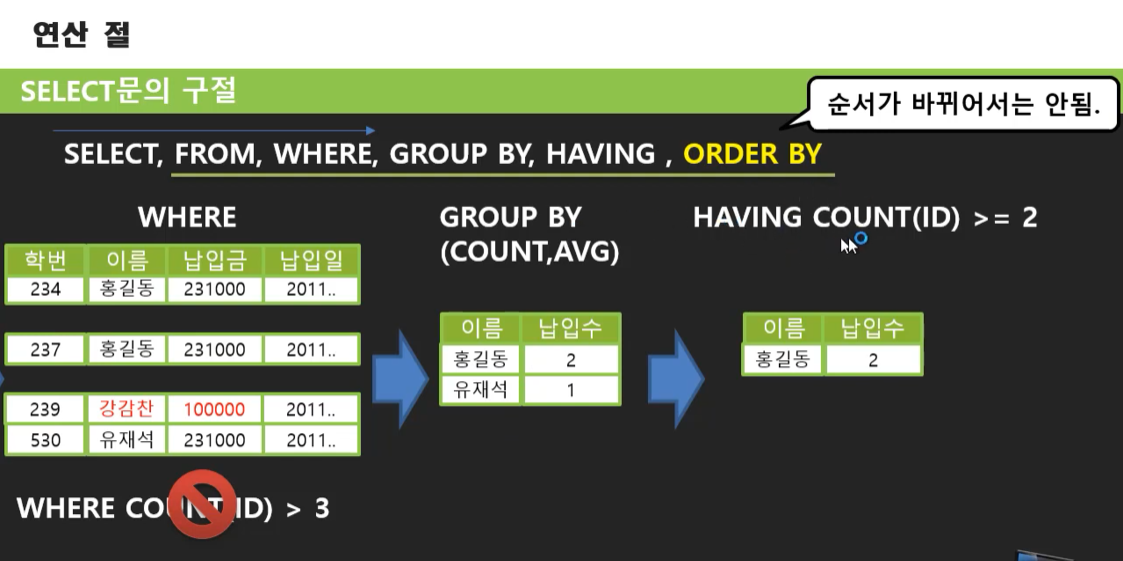 연산 절
SELECT문의 구절
순서가 바뀌어서는 안됨.
SELECT, FROM, WHERE, GROUP BY, HAVING , ORDER BY
WHERE
학번 이름 납입금 납입일
234 홍길동 231000 2011..
237 홍길동 231000 2011..
239 강감찬 100000 2011..
530 유재석 231000 2011..
WHERE COUNT(ID) > 3
GROUP BY
(COUNT,AVG)
이름 납입수
홍길동 2
유재석 1
HAVING COUNT(ID) >= 2
이름 납입수
홍길동 2